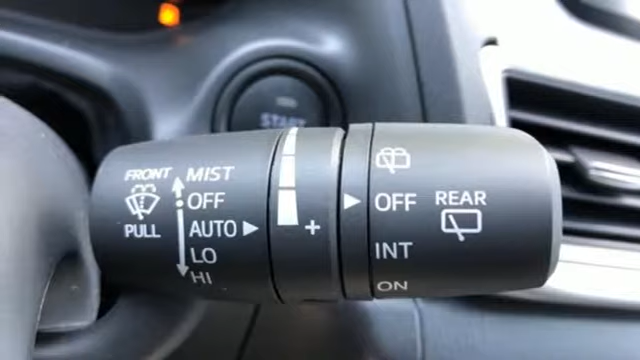 START
FRONT
MIST
OFF
AUTO
LO
HI
PULL
+
OFF
INT
ON
REAR